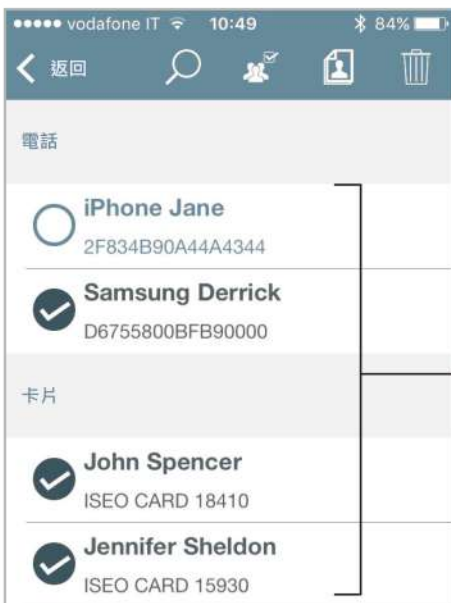 vodafone IT 10:49 84%
返回
電話
iPhone Jane
2F834B90A44A4344
Samsung Derrick
D6755800BFB90000
卡片
John Spencer
ISEO CARD 18410
Jennifer Sheldon
ISEO CARD 15930